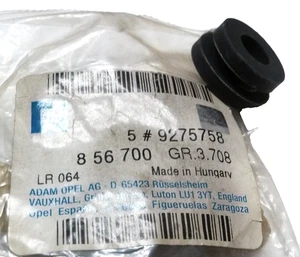 5 # 9275758
8 56 700 GR.3.708
LR 064 Made in Hungary
ADAM OPEL AG - D 65423 Rüsselsheim
VAUXHALL, Luton LU1 3YT, England
Opel Figueruelas Zaragoza